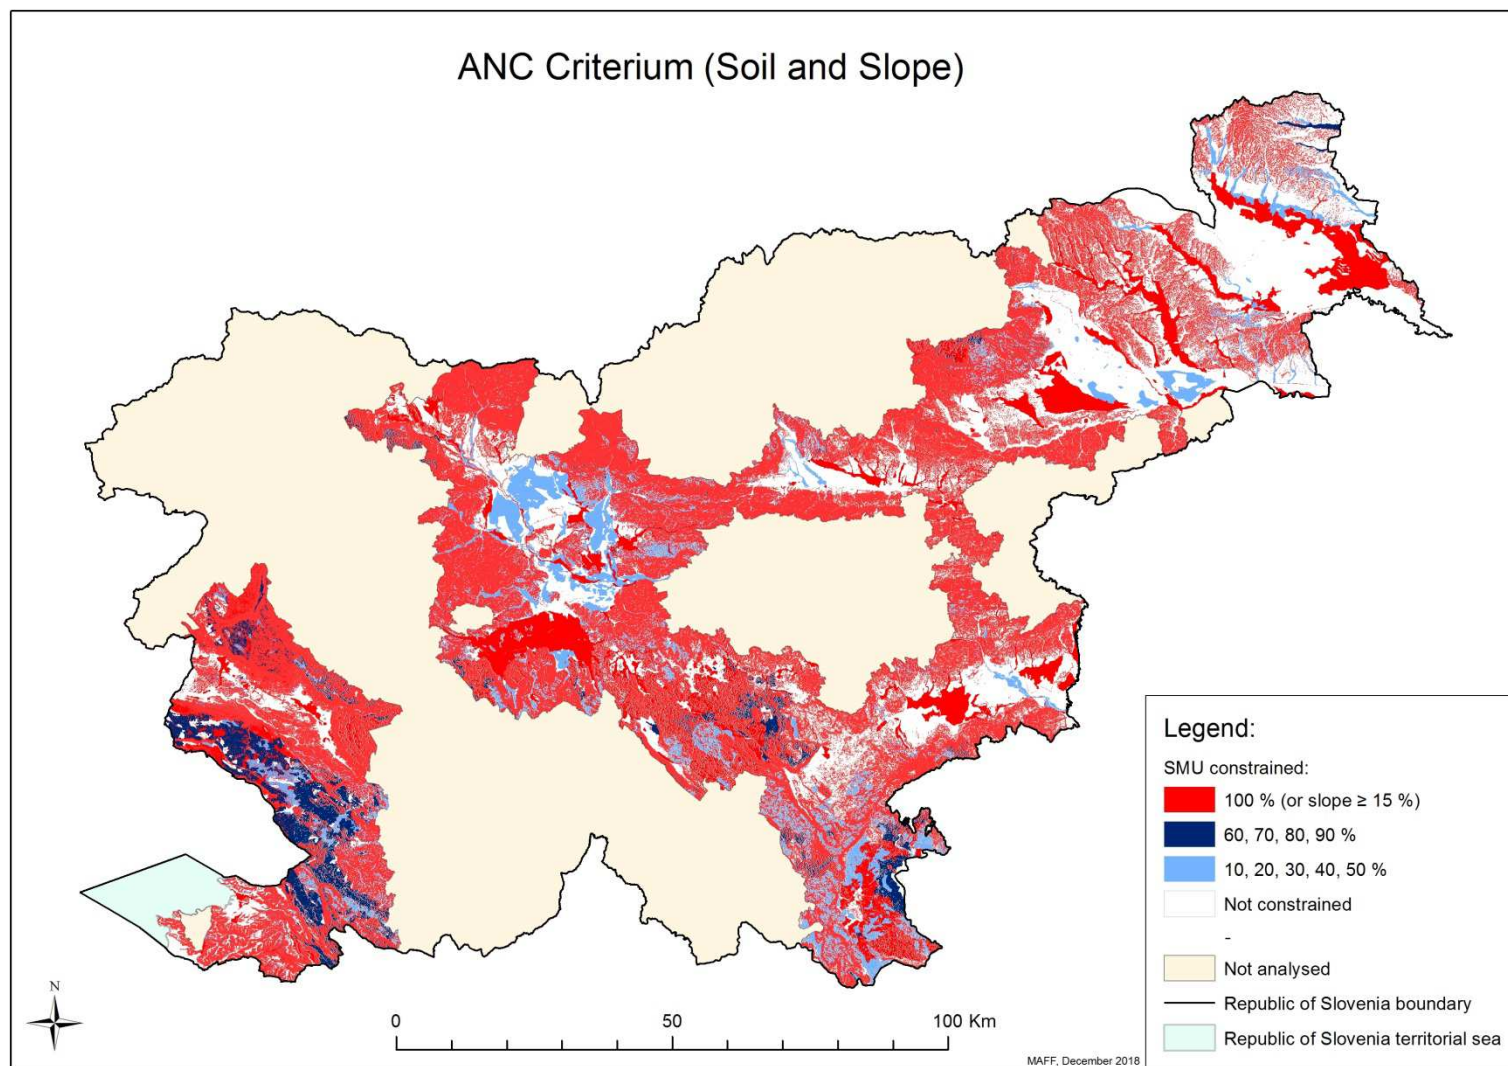 ANC Criterium (Soil and Slope)
Legend:
SMU constrained:
100 % (or slope ≥ 15 %)
60, 70, 80, 90 %
10, 20, 30, 40, 50 %
Not constrained
-
Not analysed
Republic of Slovenia boundary
Republic of Slovenia territorial sea
N
0 50 100 Km
MAFF, December 2018